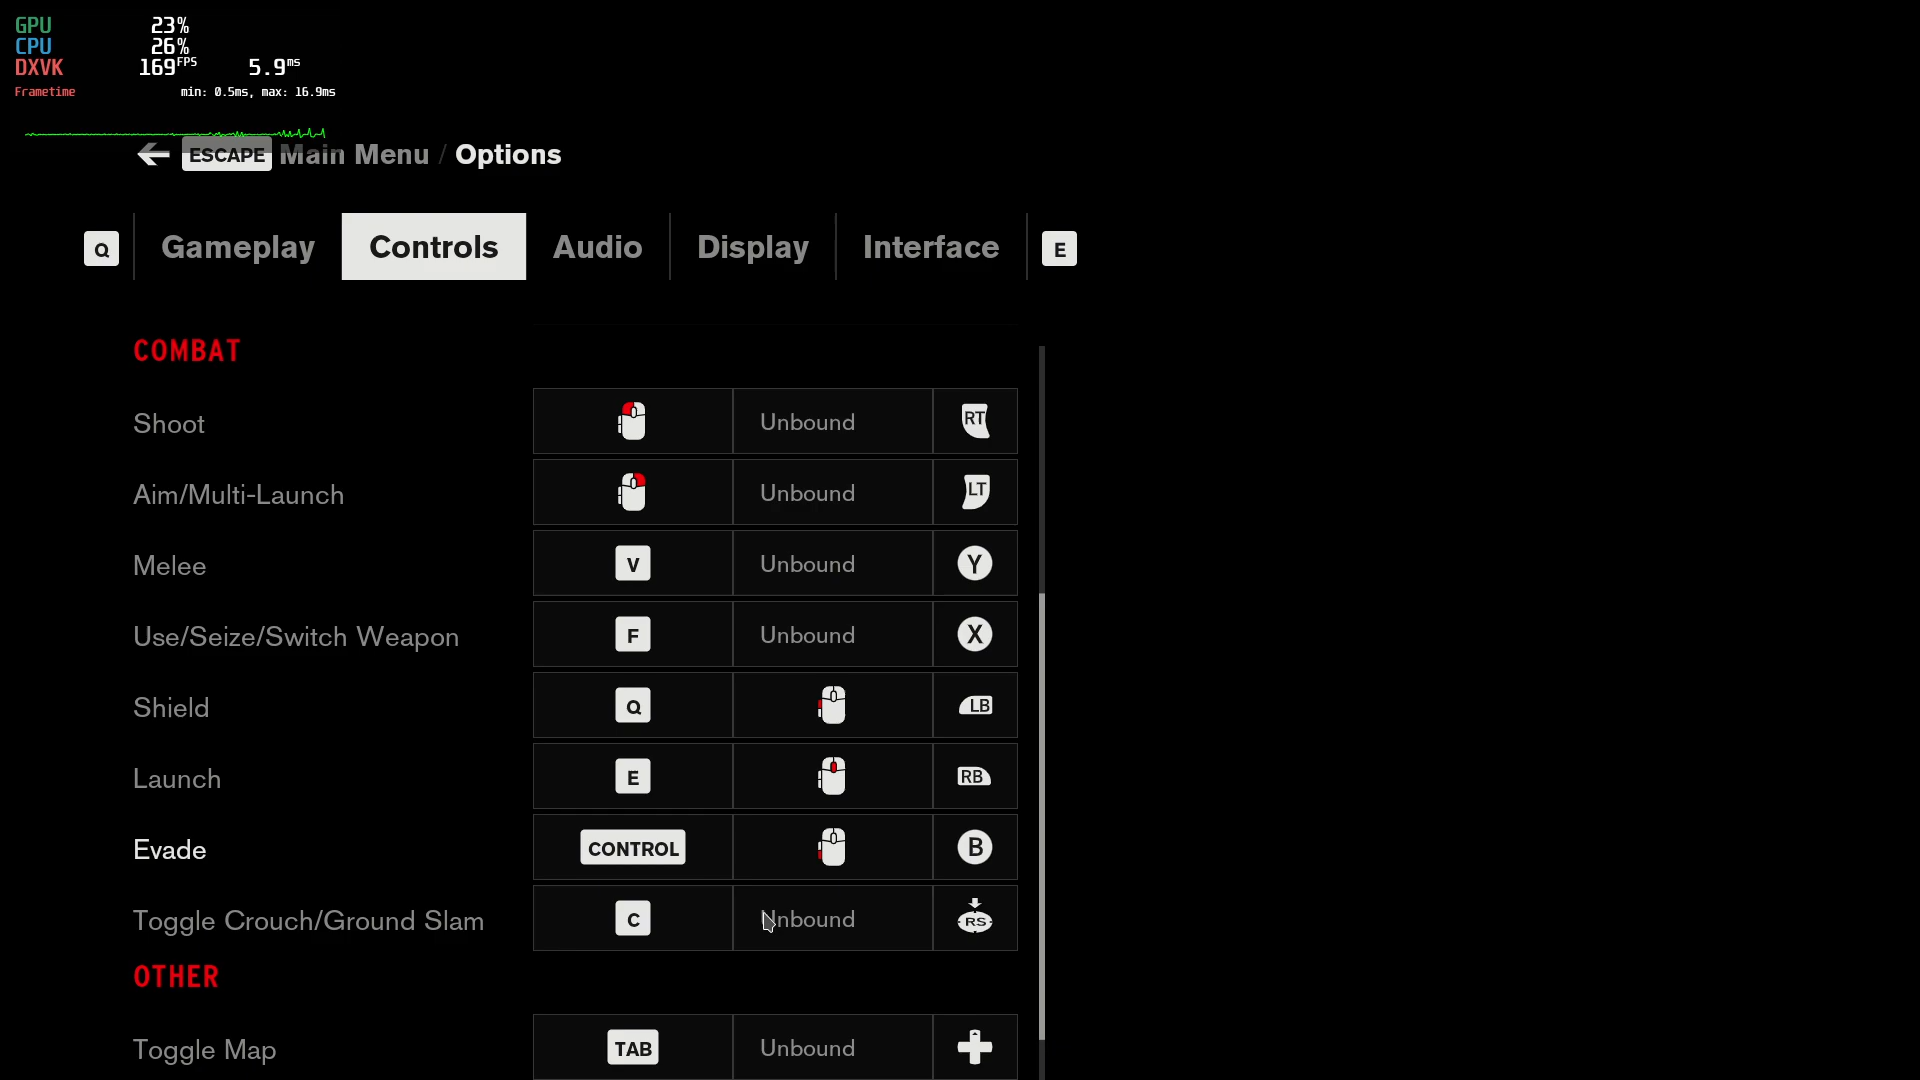 GPU 23%
CPU 26%
DXVK 169FPS 5.9ms
Frametime min: 0.5ms, max: 16.9ms
ESCAPE Main Menu / Options
Q Gameplay Controls Audio Display Interface E
COMBAT
Shoot Unbound RT
Aim/Multi-Launch Unbound LT
Melee V Unbound Y
Use/Seize/Switch Weapon F Unbound X
Shield Q LB
Launch E RB
Evade CONTROL B
Toggle Crouch/Ground Slam C Unbound RS
OTHER
Toggle Map TAB Unbound